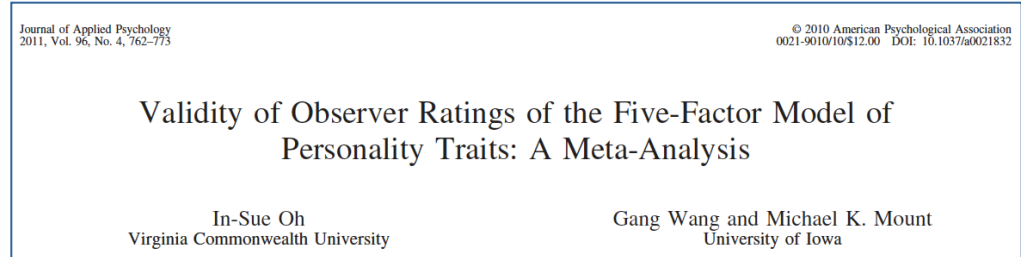 Journal of Applied Psychology
2011, Vol. 96, No. 4, 762–773
© 2010 American Psychological Association
0021-9010/10/$12.00 DOI: 10.1037/a0021832
Validity of Observer Ratings of the Five-Factor Model of
Personality Traits: A Meta-Analysis
In-Sue Oh
Virginia Commonwealth University
Gang Wang and Michael K. Mount
University of Iowa